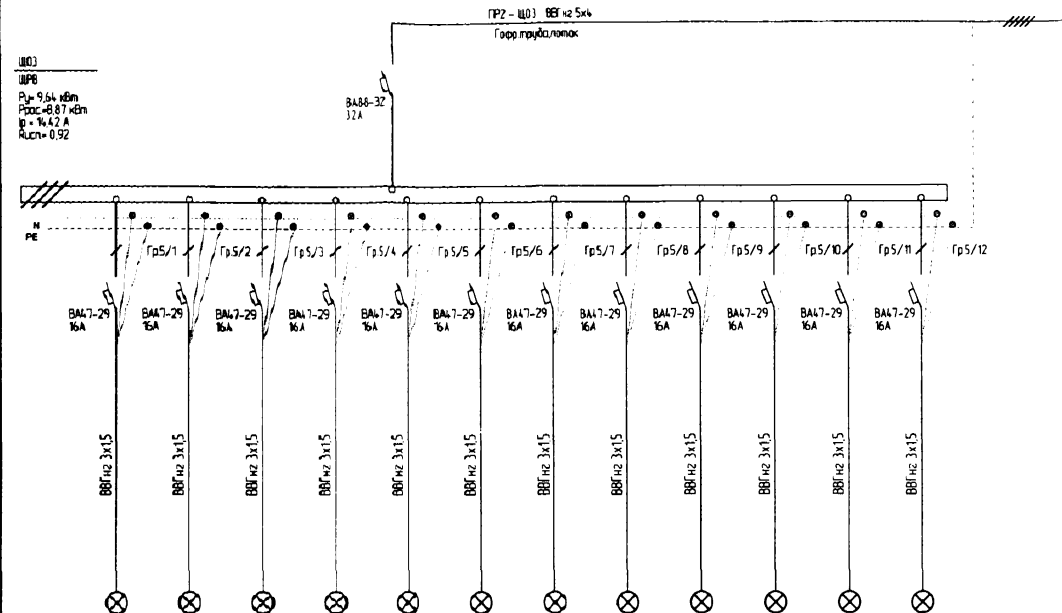 ПР2 - ЩО3 ВВГнг 5х4
Гофр.труба,лоток
ЩО3
ЩРВ
Ру= 9,64 кВт
Ррас=8,87 кВт
Iр = 14,42 А
Кисп= 0,92
ВА88-32
32А
N
PE
Гр5/1 Гр5/2 Гр5/3 Гр5/4 Гр5/5 Гр5/6 Гр5/7 Гр5/8 Гр5/9 Гр5/10 Гр5/11 Гр5/12
ВА47-29 ВА47-29 ВА47-29 ВА47-29 ВА47-29 ВА47-29 ВА47-29 ВА47-29 ВА47-29 ВА47-29 ВА47-29 ВА47-29
16А 16А 16А 16А 16А 16А 16А 16А 16А 16А 16А 16А
ВВГнг 3х1,5 ВВГнг 3х1,5 ВВГнг 3х1,5 ВВГнг 3х1,5 ВВГнг 3х1,5 ВВГнг 3х1,5 ВВГнг 3х1,5 ВВГнг 3х1,5 ВВГнг 3х1,5 ВВГнг 3х1,5 ВВГнг 3х1,5 ВВГнг 3х1,5